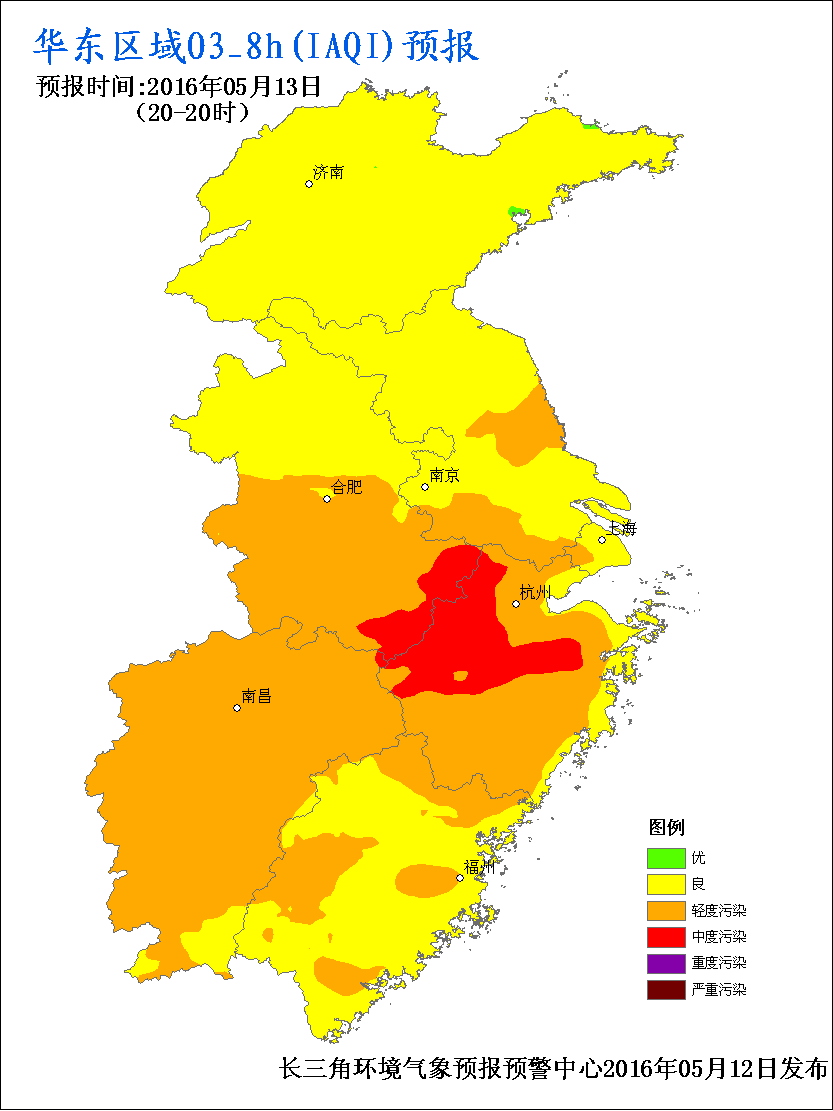 华东区域O3_8h(IAQI)预报
预报时间:2016年05月13日
(20-20时)
济南
南京
合肥
上海
杭州
南昌
福州
图例
优
良
轻度污染
中度污染
重度污染
严重污染
长三角环境气象预报预警中心2016年05月12日发布